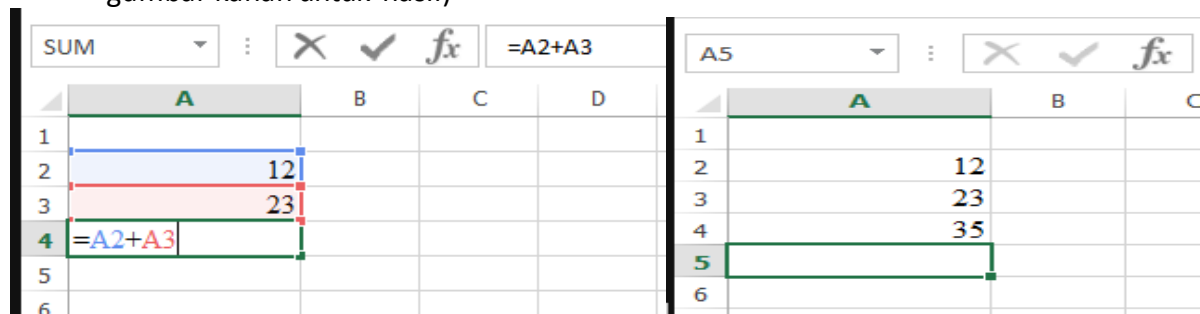 gambar kanan untuk hasil)
SUM fx =A2+A3
A B C D
1
2 12
3 23
4 =A2+A3
5
6
A5 fx
A B C
1
2 12
3 23
4 35
5
6